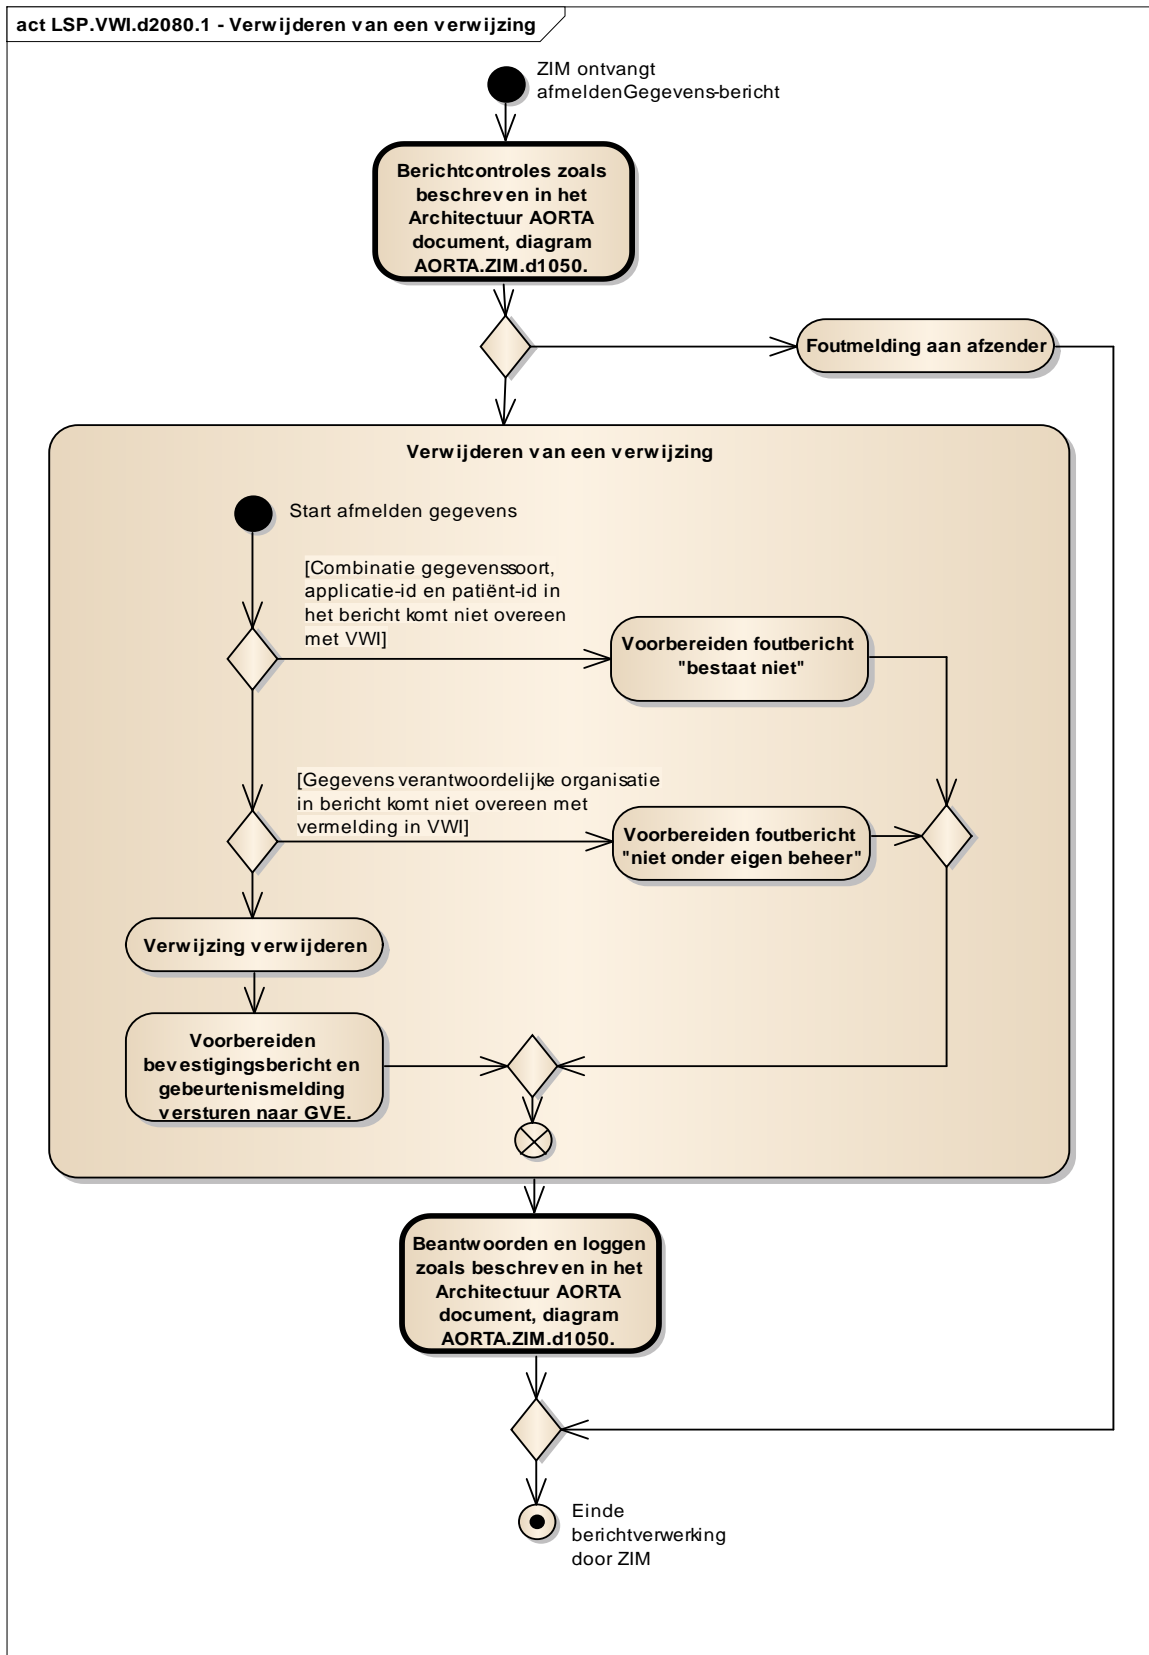 act LSP.VWI.d2080.1 - Verwijderen van een verwijzing
ZIM ontvangt
afmeldenGegevens-bericht
Berichtcontroles zoals
beschreven in het
Architectuur AORTA
document, diagram
AORTA.ZIM.d1050.
Foutmelding aan afzender
Verwijderen van een verwijzing
Start afmelden gegevens
[Combinatie gegevenssoort,
applicatie-id en patiënt-id in
het bericht komt niet overeen
met VWI]
Voorbereiden foutbericht
"bestaat niet"
[Gegevens verantwoordelijke organisatie
in bericht komt niet overeen met
vermelding in VWI]
Voorbereiden foutbericht
"niet onder eigen beheer"
Verwijzing verwijderen
Voorbereiden
bevestigingsbericht en
gebeurtenismelding
versturen naar GVE.
Beantwoorden en loggen
zoals beschreven in het
Architectuur AORTA
document, diagram
AORTA.ZIM.d1050.
Einde
berichtverwerking
door ZIM